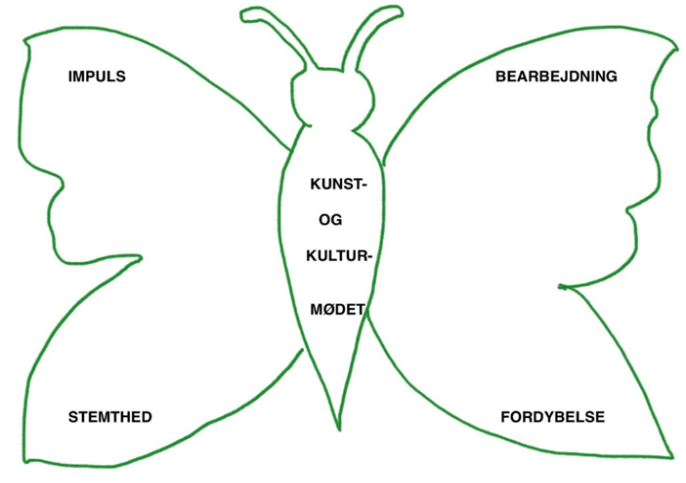 IMPULS
BEARBEJDNING
KUNST-
OG
KULTUR-
MØDET
STEMTHED
FORDYBELSE